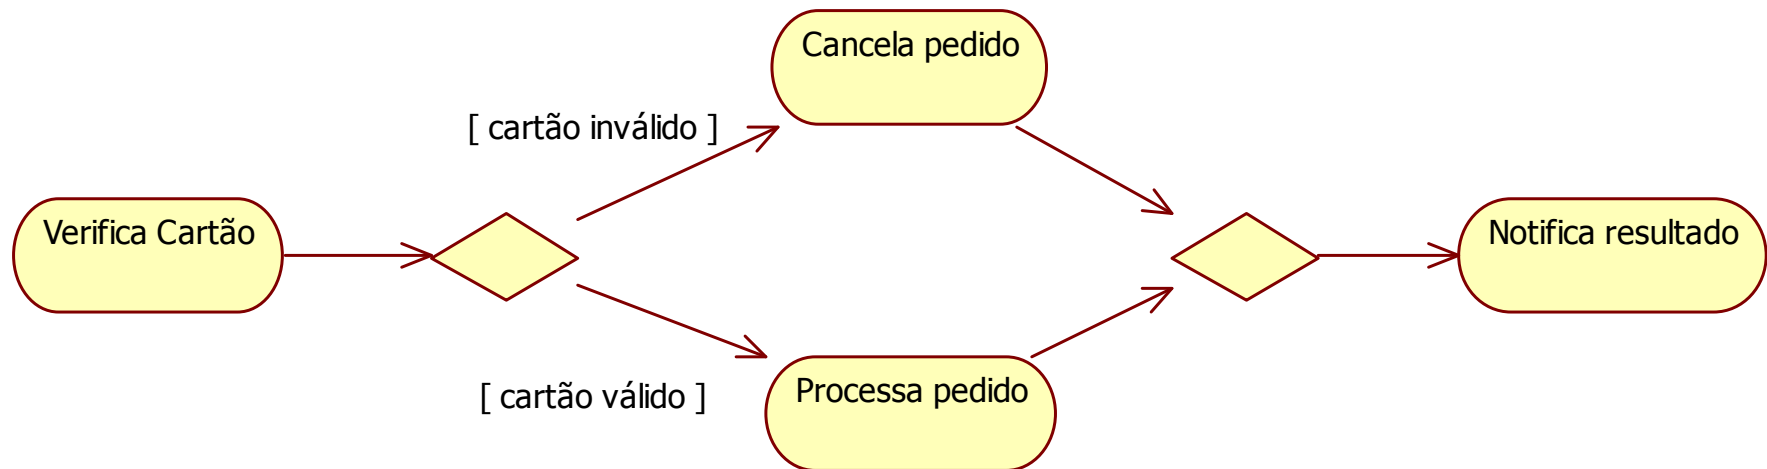 Cancela pedido
[ cartão inválido ]
Verifica Cartão
Notifica resultado
Processa pedido
[ cartão válido ]